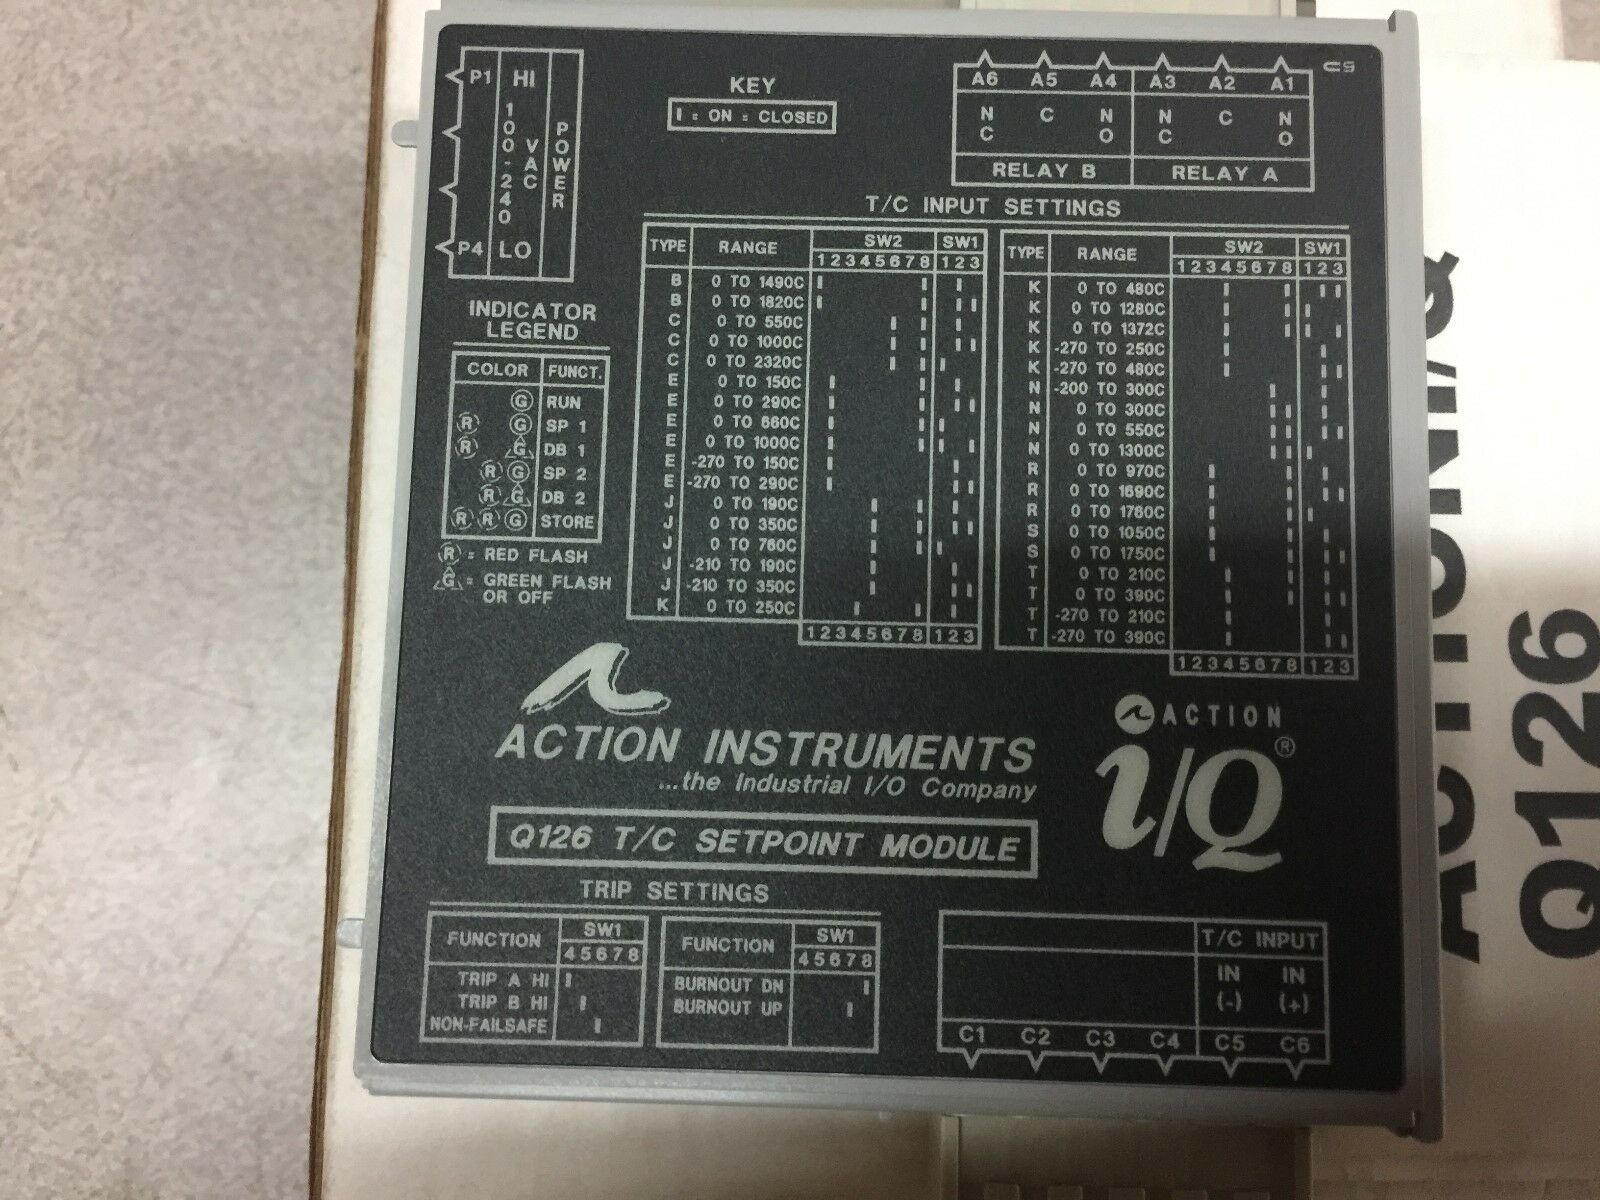 P1 HI
100-240
VAC
POWER
P4 LO
KEY
I = ON = CLOSED
A6 A5 A4 A3 A2 A1
NC C NO NC C NO
RELAY B RELAY A
INDICATOR
LEGEND
COLOR FUNCT.
G RUN
R G SP 1
R G DB 1
R G SP 2
R G DB 2
R R G STORE
R = RED FLASH
G = GREEN FLASH
OR OFF
T/C INPUT SETTINGS
TYPE RANGE SW2 SW1
12345678 123
B 0 TO 1490C
B 0 TO 1820C
C 0 TO 550C
C 0 TO 1000C
C 0 TO 2320C
E 0 TO 150C
E 0 TO 290C
E 0 TO 660C
E 0 TO 1000C
E -270 TO 150C
E -270 TO 290C
J 0 TO 190C
J 0 TO 350C
J 0 TO 760C
J -210 TO 190C
J -210 TO 350C
K 0 TO 250C
12345678 123
TYPE RANGE SW2 SW1
12345678 123
K 0 TO 480C
K 0 TO 1280C
K 0 TO 1372C
K -270 TO 250C
K -270 TO 480C
N -200 TO 300C
N 0 TO 300C
N 0 TO 550C
N 0 TO 1300C
R 0 TO 970C
R 0 TO 1690C
R 0 TO 1760C
S 0 TO 1050C
S 0 TO 1750C
T 0 TO 210C
T 0 TO 390C
T -270 TO 210C
T -270 TO 390C
12345678 123
ACTION INSTRUMENTS
...the Industrial I/O Company
ACTION
i/Q®
Q126 T/C SETPOINT MODULE
TRIP SETTINGS
FUNCTION SW1
45678
TRIP A HI
TRIP B HI
NON-FAILSAFE
FUNCTION SW1
45678
BURNOUT DN
BURNOUT UP
T/C INPUT
IN IN
(-) (+)
C1 C2 C3 C4 C5 C6
ACTION I/Q
Q126